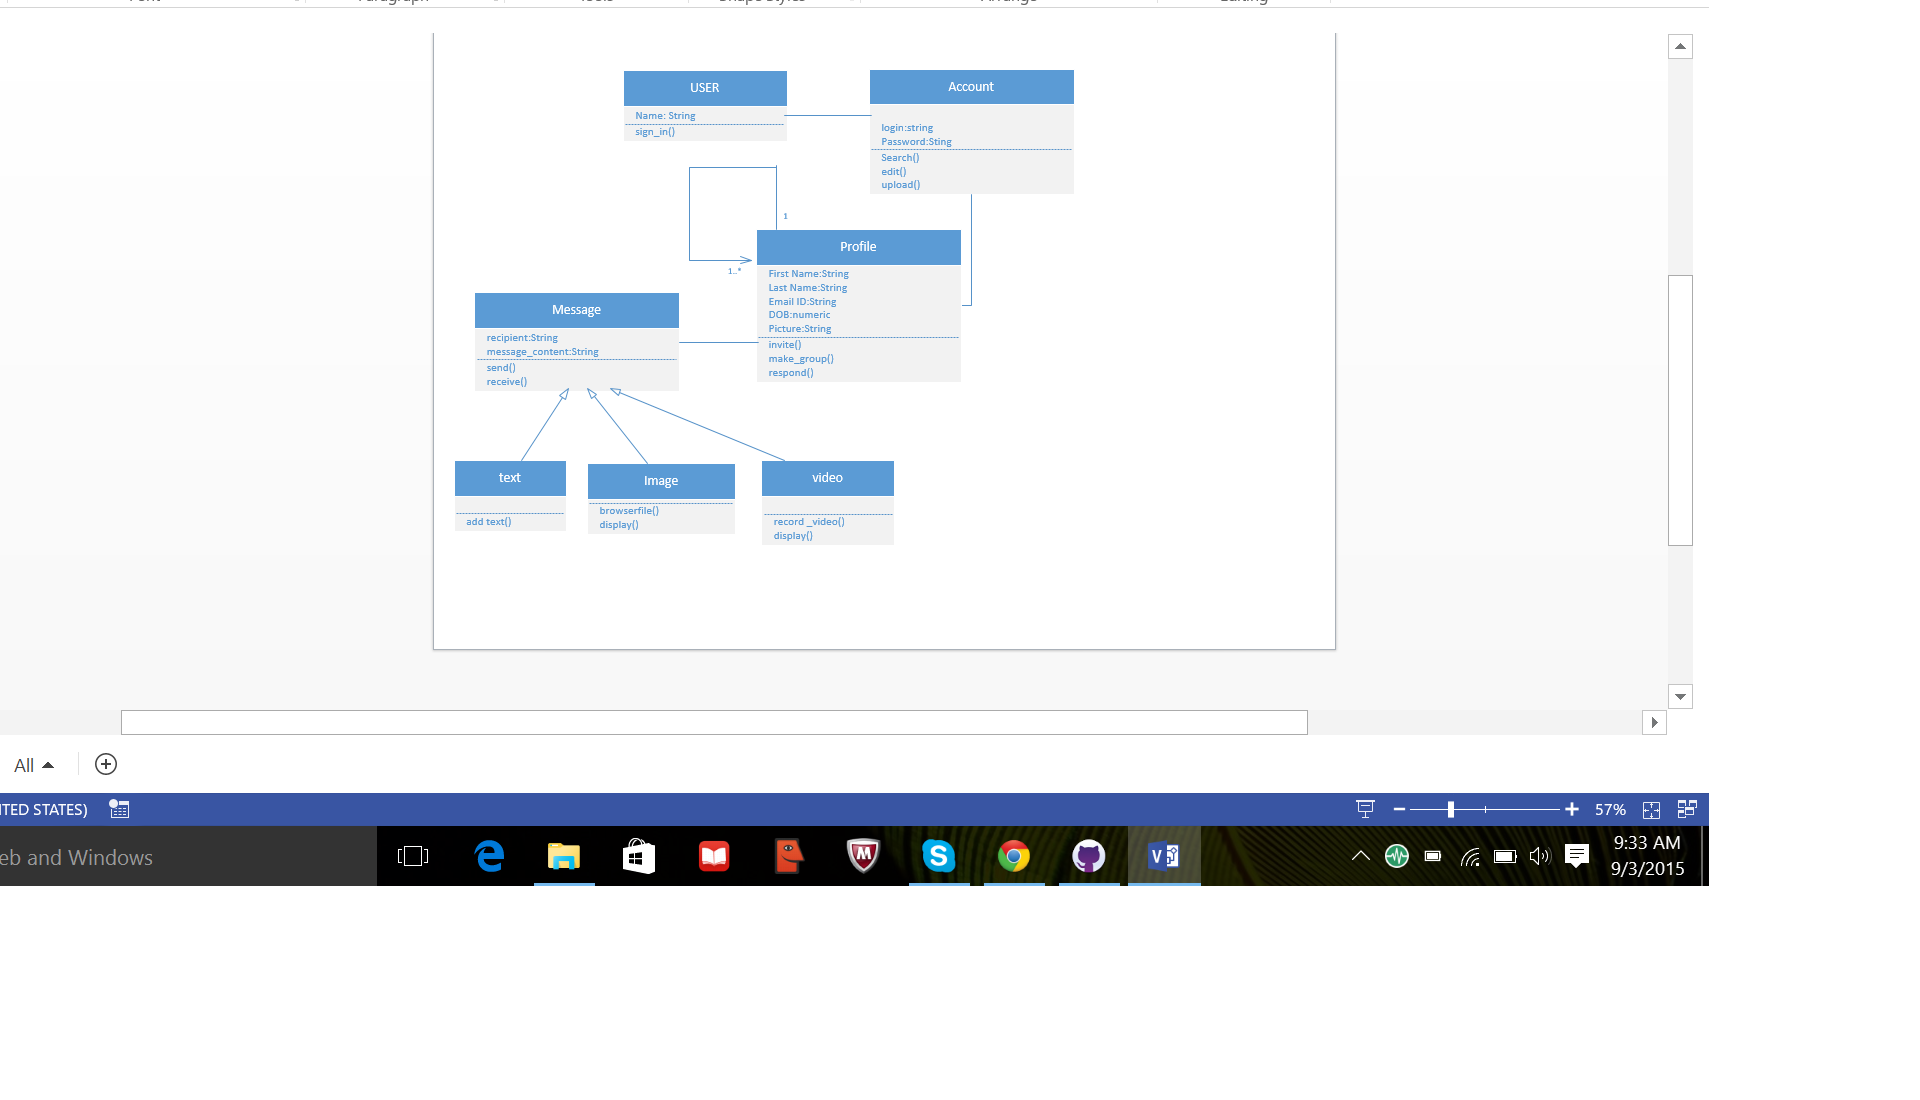 USER
Name: String
sign_in()
Account
login:string
Password:Sting
Search()
edit()
upload()
1
1..*
Profile
First Name:String
Last Name:String
Email ID:String
DOB:numeric
Picture:String
invite()
make_group()
respond()
Message
recipient:String
message_content:String
send()
receive()
text
add text()
Image
browserfile()
display()
video
record _video()
display()
All
ITED STATES)
57%
eb and Windows
9:33 AM
9/3/2015